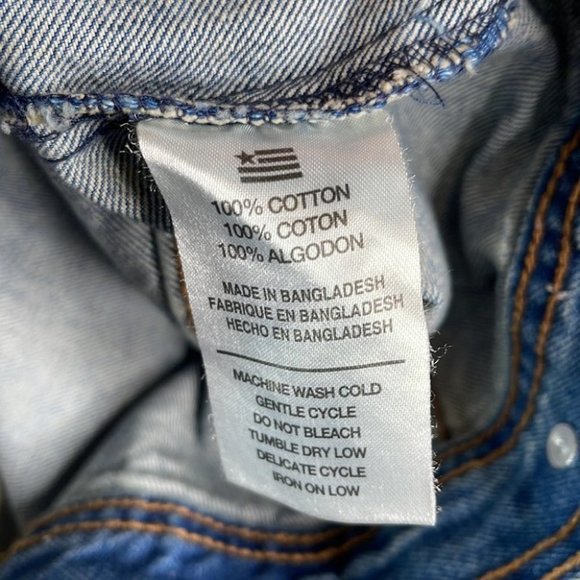 100% COTTON
100% COTON
100% ALGODON
MADE IN BANGLADESH
FABRIQUE EN BANGLADESH
HECHO EN BANGLADESH
MACHINE WASH COLD
GENTLE CYCLE
DO NOT BLEACH
TUMBLE DRY LOW
DELICATE CYCLE
IRON ON LOW